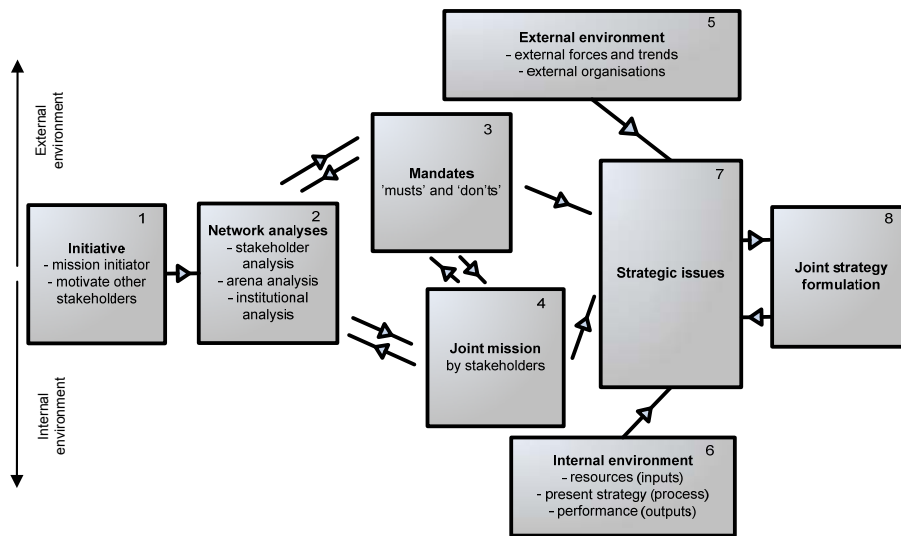 External
environment
Internal
environment
1
Initiative
- mission initiator
- motivate other
stakeholders
2
Network analyses
- stakeholder
analysis
- arena analysis
- institutional
analysis
3
Mandates
'musts' and 'don'ts'
4
Joint mission
by stakeholders
5
External environment
- external forces and trends
- external organisations
6
Internal environment
- resources (inputs)
- present strategy (process)
- performance (outputs)
7
Strategic issues
8
Joint strategy
formulation